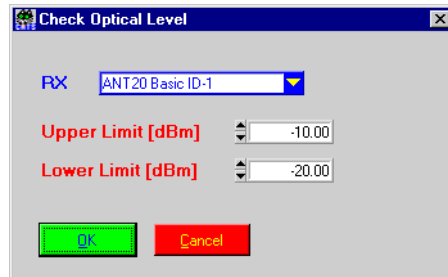 Check Optical Level
RX ANT20 Basic ID-1
Upper Limit [dBm] -10.00
Lower Limit [dBm] -20.00
OK Cancel